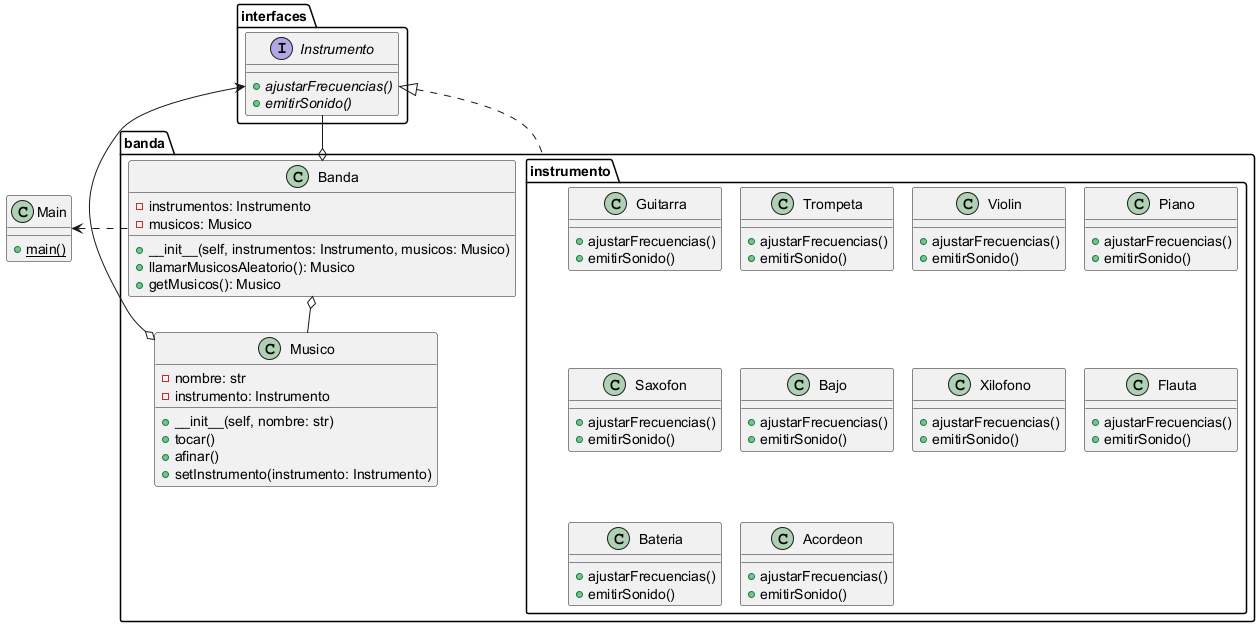 interfaces
I Instrumento
ajustarFrecuencias()
emitirSonido()
banda
C Banda
instrumentos: Instrumento
musicos: Musico
__init__(self, instrumentos: Instrumento, musicos: Musico)
llamarMusicosAleatorio(): Musico
getMusicos(): Musico
C Main
main()
C Musico
nombre: str
instrumento: Instrumento
__init__(self, nombre: str)
tocar()
afinar()
setInstrumento(instrumento: Instrumento)
instrumento
C Guitarra
ajustarFrecuencias()
emitirSonido()
C Trompeta
ajustarFrecuencias()
emitirSonido()
C Violin
ajustarFrecuencias()
emitirSonido()
C Piano
ajustarFrecuencias()
emitirSonido()
C Saxofon
ajustarFrecuencias()
emitirSonido()
C Bajo
ajustarFrecuencias()
emitirSonido()
C Xilofono
ajustarFrecuencias()
emitirSonido()
C Flauta
ajustarFrecuencias()
emitirSonido()
C Bateria
ajustarFrecuencias()
emitirSonido()
C Acordeon
ajustarFrecuencias()
emitirSonido()